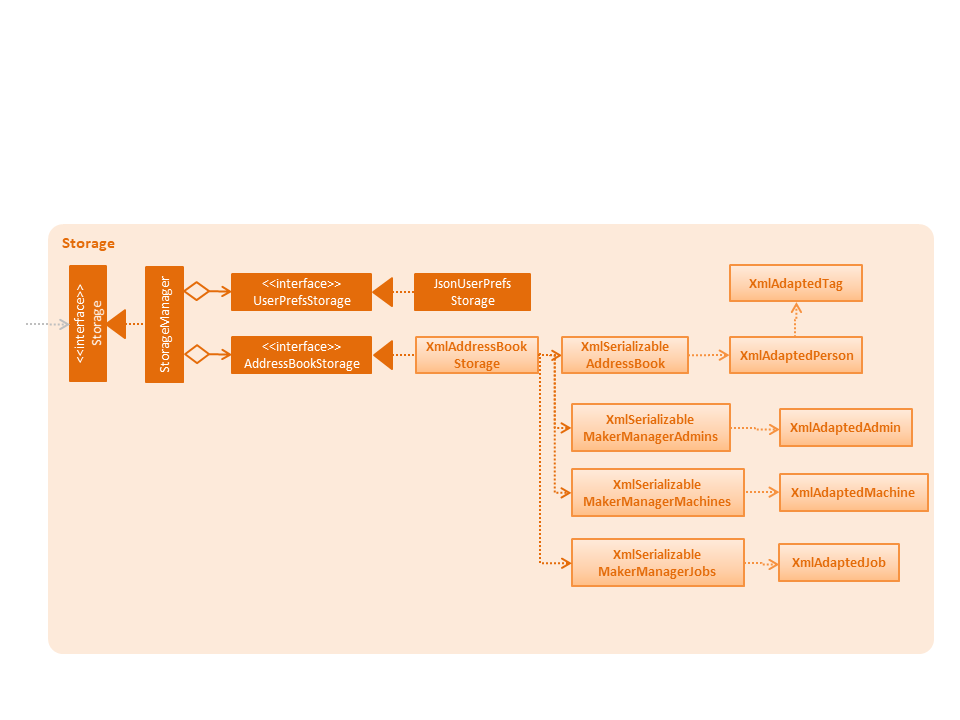 Storage
<<interface>>
Storage
StorageManager
<<interface>>
UserPrefsStorage
JsonUserPrefs
Storage
<<interface>>
AddressBookStorage
XmlAddressBook
Storage
XmlSerializable
AddressBook
XmlAdaptedTag
XmlAdaptedPerson
XmlSerializable
MakerManagerAdmins
XmlAdaptedAdmin
XmlSerializable
MakerManagerMachines
XmlAdaptedMachine
XmlSerializable
MakerManagerJobs
XmlAdaptedJob